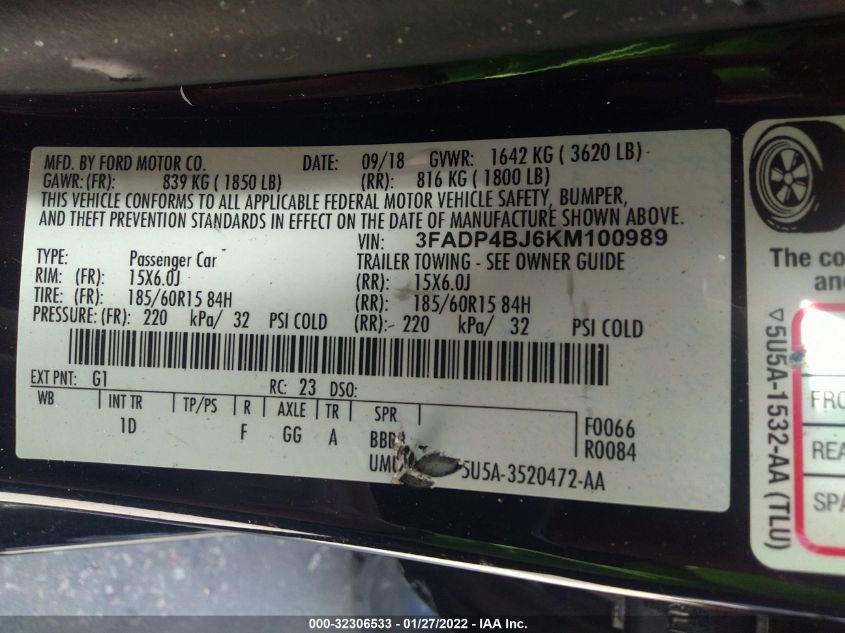 MFD. BY FORD MOTOR CO. DATE: 09/18 GVWR: 1642 KG ( 3620 LB)
GAWR: (FR): 839 KG ( 1850 LB) (RR): 816 KG ( 1800 LB)
THIS VEHICLE CONFORMS TO ALL APPLICABLE FEDERAL MOTOR VEHICLE SAFETY, BUMPER,
AND THEFT PREVENTION STANDARDS IN EFFECT ON THE DATE OF MANUFACTURE SHOWN ABOVE.
VIN: 3FADP4BJ6KM100989
TYPE: Passenger Car TRAILER TOWING - SEE OWNER GUIDE
RIM: (FR): 15X6.0J (RR): 15X6.0J
TIRE: (FR): 185/60R15 84H (RR): 185/60R15 84H
PRESSURE: (FR): 220 kPa/ 32 PSI COLD (RR): 220 kPa/ 32 PSI COLD
EXT PNT: G1 RC: 23 DSO:
WB INT TR TP/PS R AXLE TR SPR
1D F GG A F0066
R0084
5U5A-3520472-AA
The
and
▽5U5A-1532-AA (TLU)
000-32306533 - 01/27/2022 - IAA Inc.